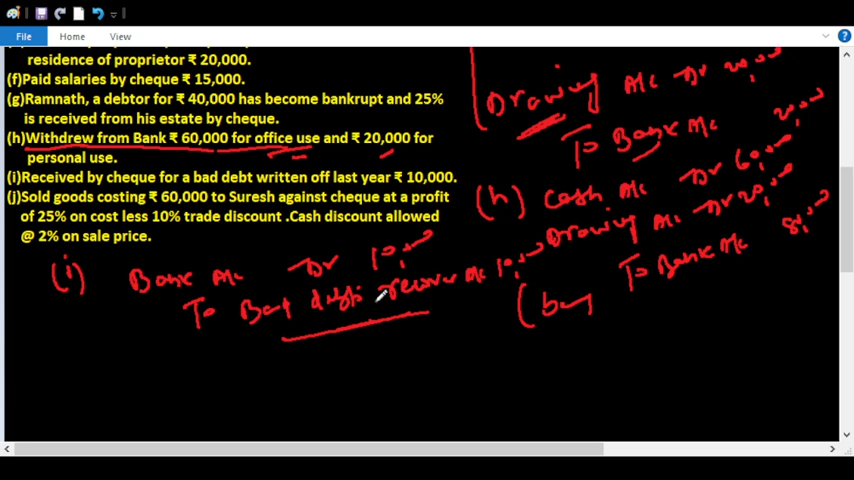 File Home View
residence of proprietor ₹ 20,000.
(f)Paid salaries by cheque ₹ 15,000.
(g)Ramnath, a debtor for ₹ 40,000 has become bankrupt and 25%
is received from his estate by cheque.
(h)Withdrew from Bank ₹ 60,000 for office use and ₹ 20,000 for
personal use.
(i)Received by cheque for a bad debt written off last year ₹ 10,000.
(j)Sold goods costing ₹ 60,000 to Suresh against cheque at a profit
of 25% on cost less 10% trade discount .Cash discount allowed
@ 2% on sale price.
Drawing A/c Dr 20,000
To Bank A/c 20,000
(h) Cash A/c Dr 60,000
Drawing A/c Dr 20,000
To Bank A/c 80,000
(i) Bank A/c Dr 10,000
To Bad debts recover A/c 10,000